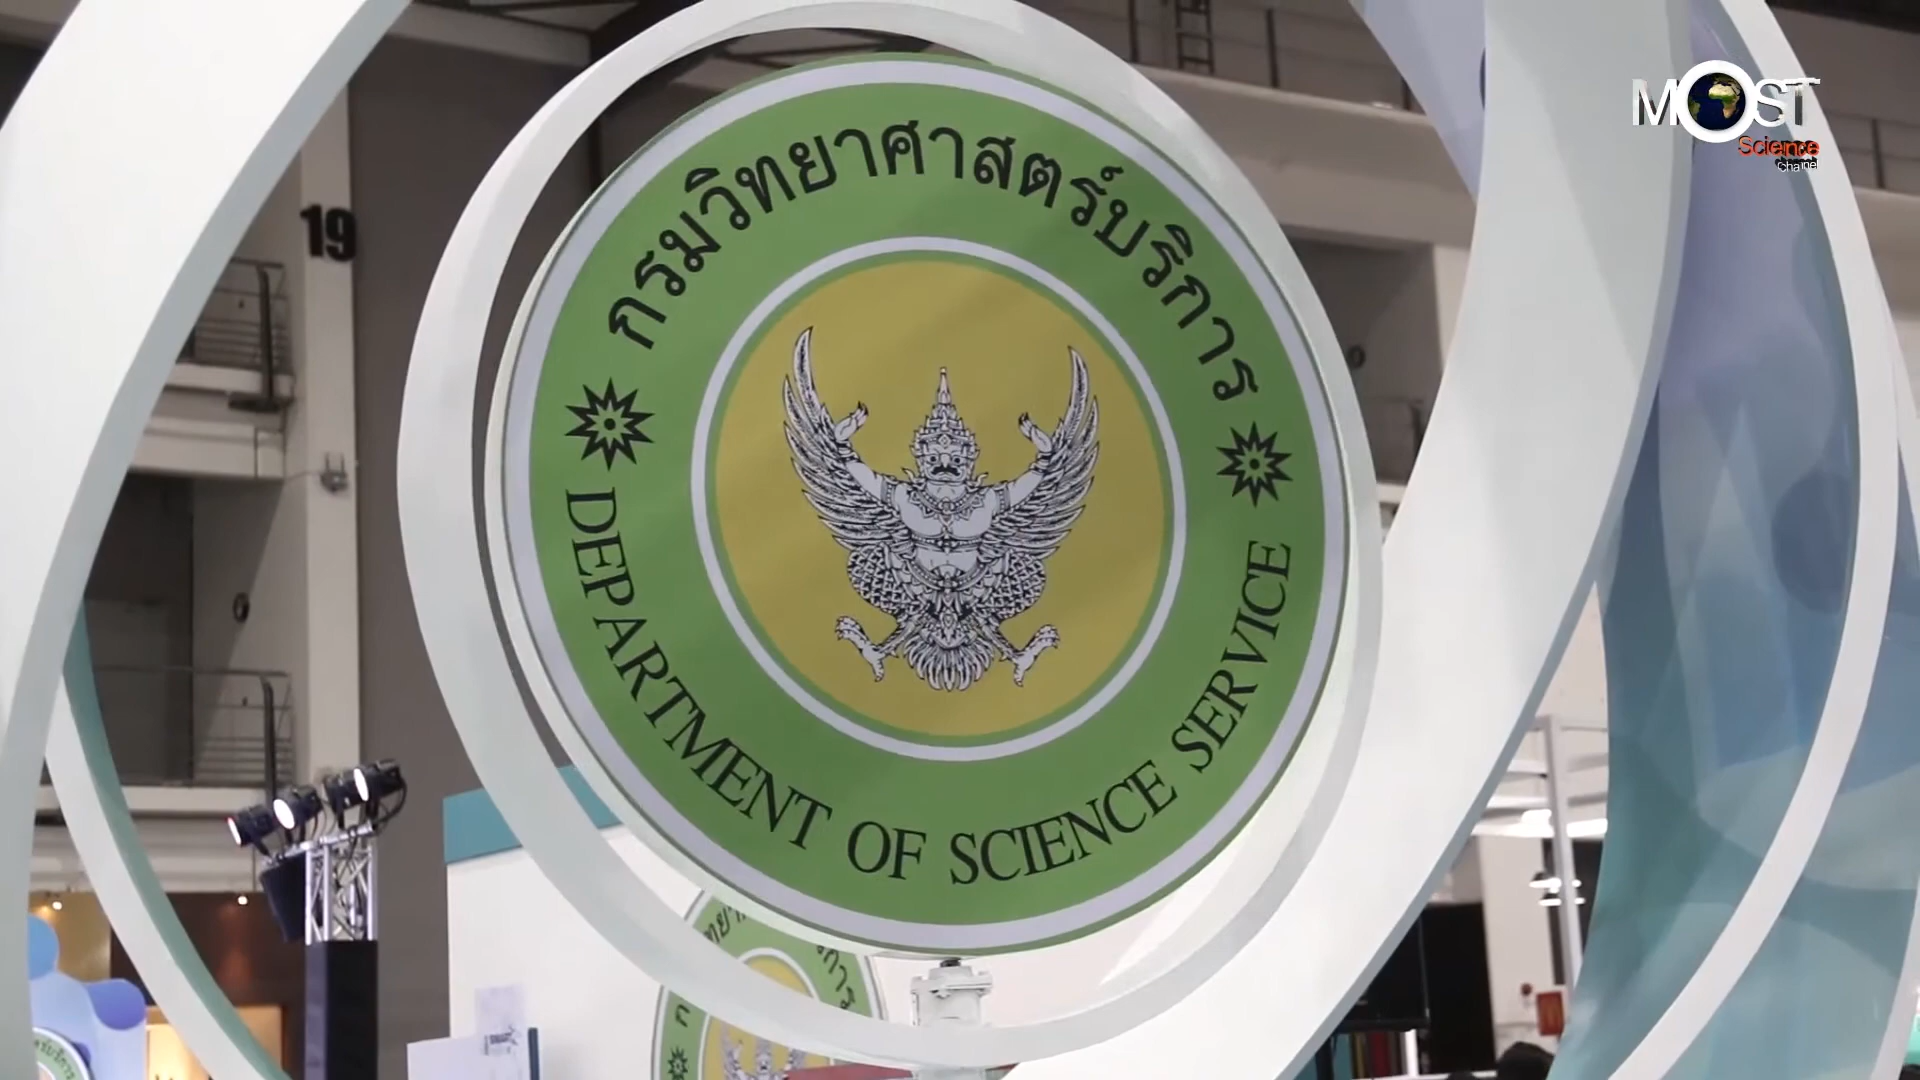 19
MOST
Science
Channel
กรมวิทยาศาสตร์บริการ
DEPARTMENT OF SCIENCE SERVICE